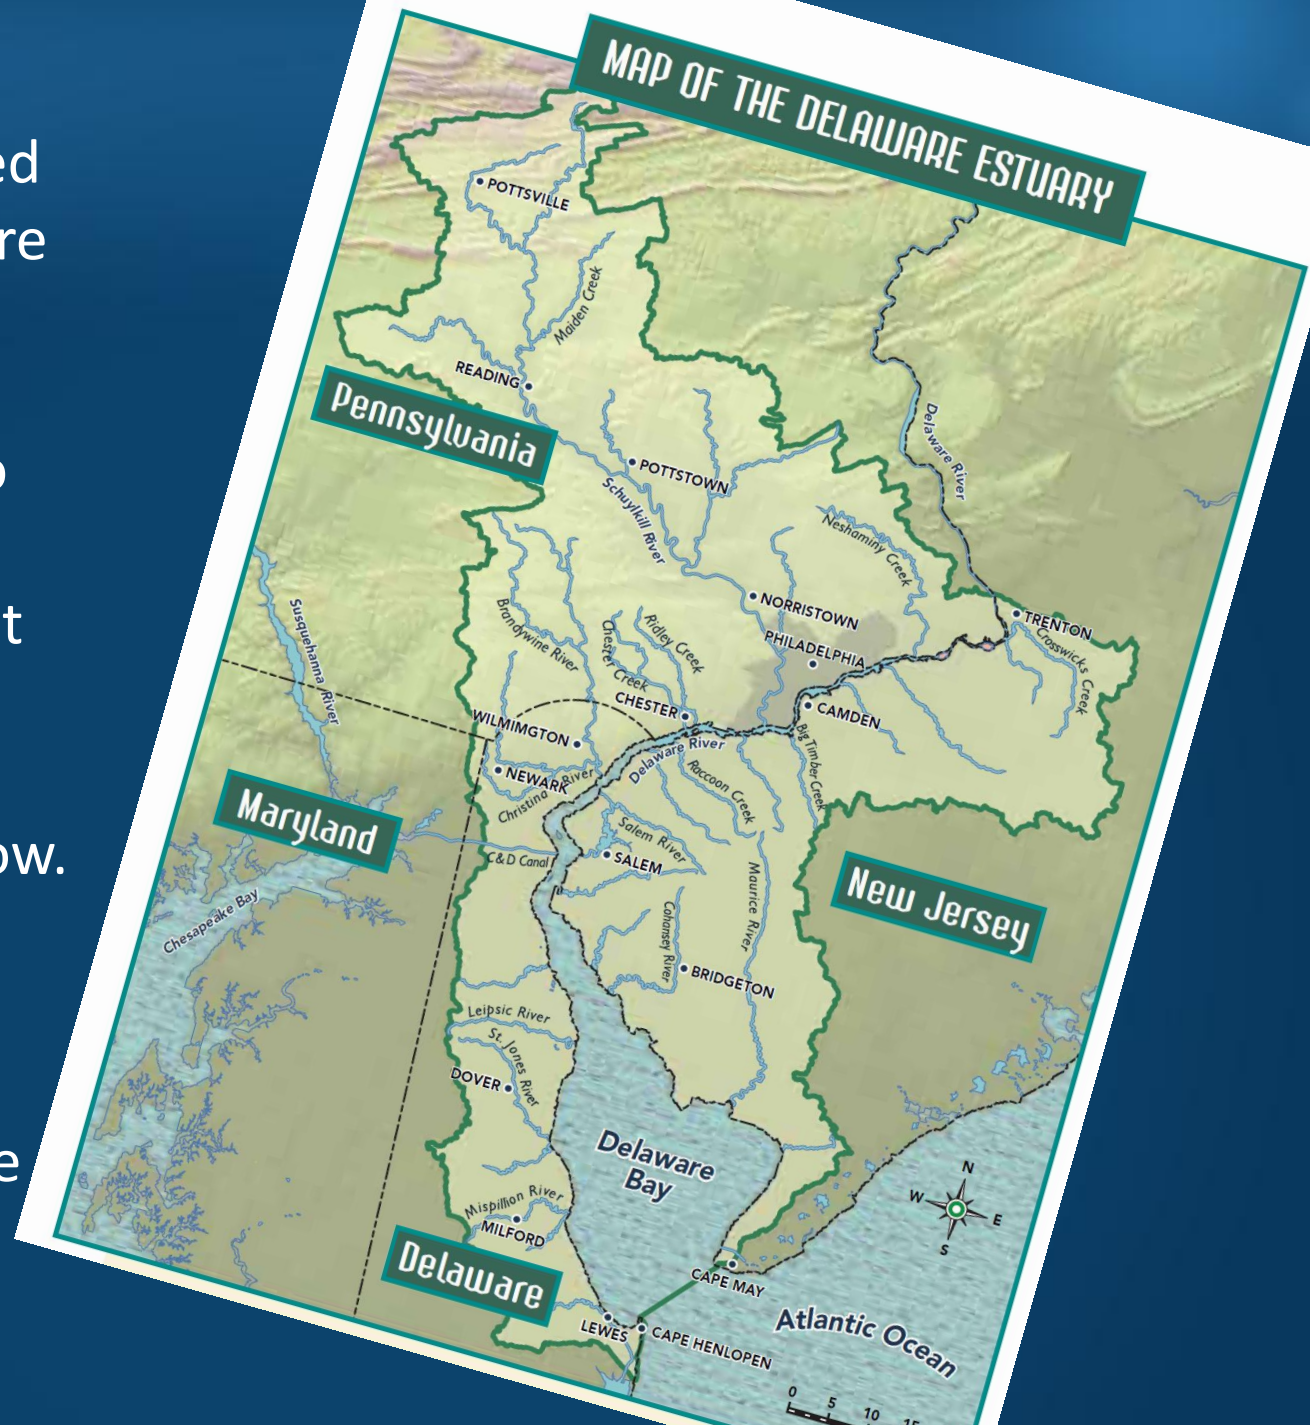 ed
re
t
ow.
e
MAP OF THE DELAWARE ESTUARY
POTTSVILLE
Maiden Creek
READING
Pennsylvania
Delaware River
POTTSTOWN
Schuylkill River
Neshaminy Creek
Susquehanna River
Brandywine River
Chester Creek
Ridley Creek
NORRISTOWN
TRENTON
Crosswicks Creek
PHILADELPHIA
CHESTER
CAMDEN
WILMINGTON
Delaware River
Big Timber Creek
NEWARK
Christina River
Raccoon Creek
Maryland
Salem River
C&D Canal
SALEM
Maurice River
New Jersey
Chesapeake Bay
Cohansey River
BRIDGETON
Leipsic River
St. Jones River
DOVER
Delaware
Bay
N
W
E
S
Mispillion River
MILFORD
Delaware
CAPE MAY
LEWES
CAPE HENLOPEN
Atlantic Ocean
0 5 10